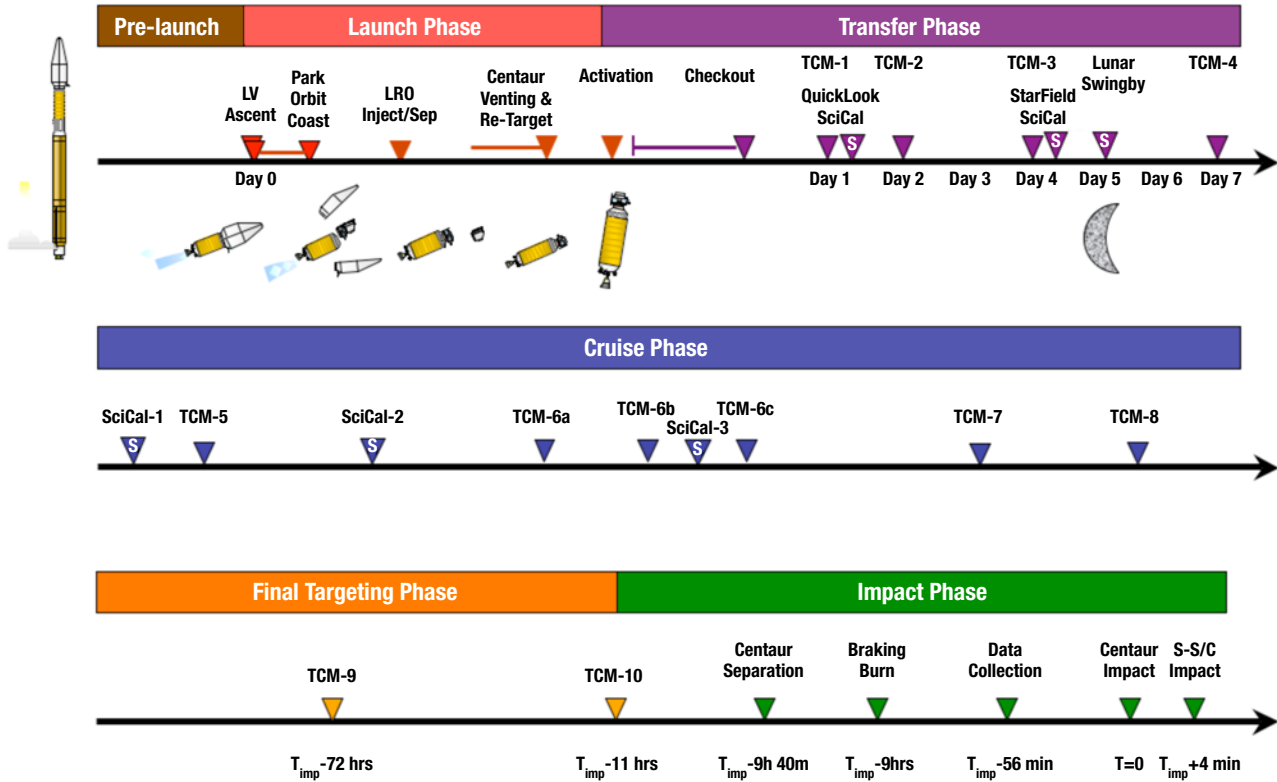 Pre-launch
Launch Phase
Transfer Phase
LV
Ascent
Park
Orbit
Coast
LRO
Inject/Sep
Centaur
Venting &
Re-Target
Activation
Checkout
TCM-1
QuickLook
SciCal
TCM-2
TCM-3
StarField
SciCal
Lunar
Swingby
TCM-4
S
S
S
Day 0
Day 1
Day 2
Day 3
Day 4
Day 5
Day 6
Day 7
Cruise Phase
SciCal-1
TCM-5
SciCal-2
TCM-6a
TCM-6b
SciCal-3
TCM-6c
TCM-7
TCM-8
S
S
S
Final Targeting Phase
Impact Phase
TCM-9
TCM-10
Centaur
Separation
Braking
Burn
Data
Collection
Centaur
Impact
S-S/C
Impact
Timp-72 hrs
Timp-11 hrs
Timp-9h 40m
Timp-9hrs
Timp-56 min
T=0
Timp+4 min